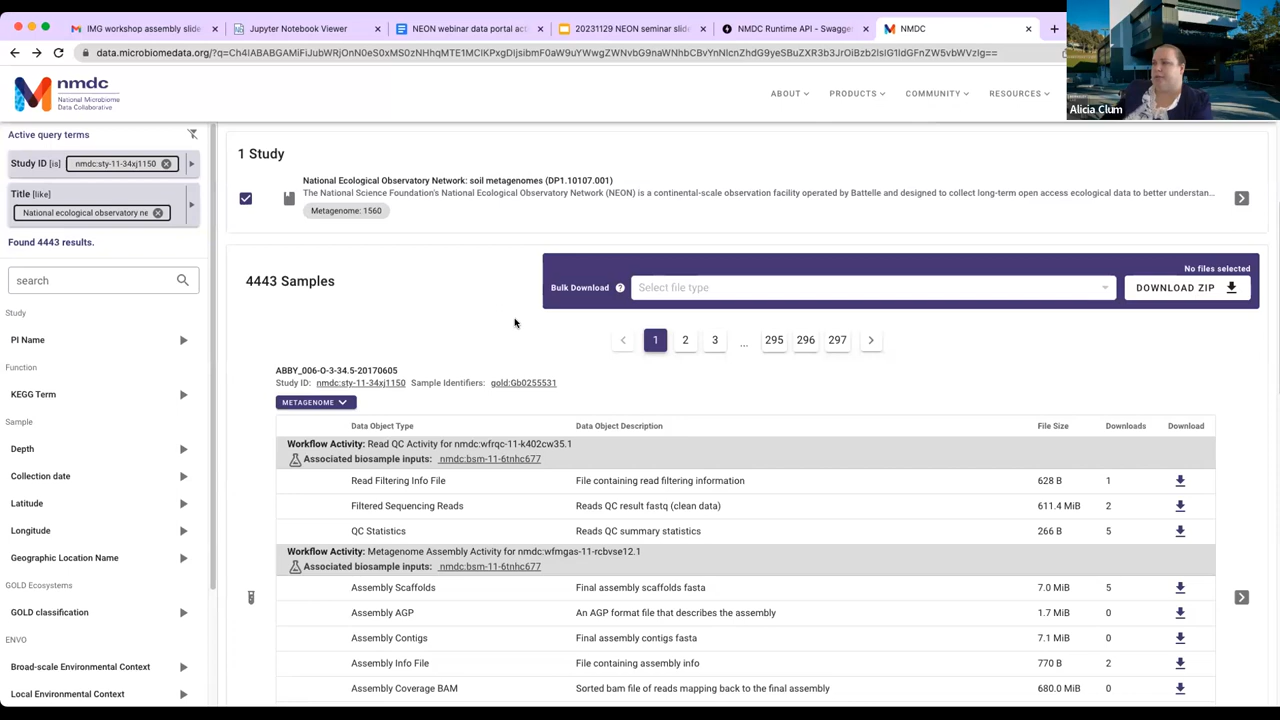 IMG workshop assembly slide
Jupyter Notebook Viewer
NEON webinar data portal acc
20231129 NEON seminar slide
NMDC Runtime API - Swagge
NMDC
nmdc
National Microbiome
Data Collaborative
ABOUT
PRODUCTS
COMMUNITY
RESOURCES
Alicia Clum
Active query terms
Study ID [is] nmdc:sty-11-34xj1150
Title [like]
National ecological observatory ne
Found 4443 results.
search
Study
PI Name
Function
KEGG Term
Sample
Depth
Collection date
Latitude
Longitude
Geographic Location Name
GOLD Ecosystems
GOLD classification
ENVO
Broad-scale Environmental Context
Local Environmental Context
1 Study
National Ecological Observatory Network: soil metagenomes (DP1.10107.001)
The National Science Foundation's National Ecological Observatory Network (NEON) is a continental-scale observation facility operated by Battelle and designed to collect long-term open access ecological data to better understan...
Metagenome: 1560
4443 Samples
No files selected
Bulk Download ? Select file type DOWNLOAD ZIP
1 2 3 ... 295 296 297
ABBY_006-O-3-34.5-20170605
Study ID: nmdc:sty-11-34xj1150 Sample Identifiers: gold:Gb0255531
METAGENOME
Data Object Type Data Object Description File Size Downloads Download
Workflow Activity: Read QC Activity for nmdc:wfrqc-11-k402cw35.1
Associated biosample inputs: nmdc:bsm-11-6tnhc677
Read Filtering Info File File containing read filtering information 628 B 1
Filtered Sequencing Reads Reads QC result fastq (clean data) 611.4 MiB 2
QC Statistics Reads QC summary statistics 266 B 5
Workflow Activity: Metagenome Assembly Activity for nmdc:wfmgas-11-rcbvse12.1
Associated biosample inputs: nmdc:bsm-11-6tnhc677
Assembly Scaffolds Final assembly scaffolds fasta 7.0 MiB 5
Assembly AGP An AGP format file that describes the assembly 1.7 MiB 0
Assembly Contigs Final assembly contigs fasta 7.1 MiB 0
Assembly Info File File containing assembly info 770 B 2
Assembly Coverage BAM Sorted bam file of reads mapping back to the final assembly 680.0 MiB 0